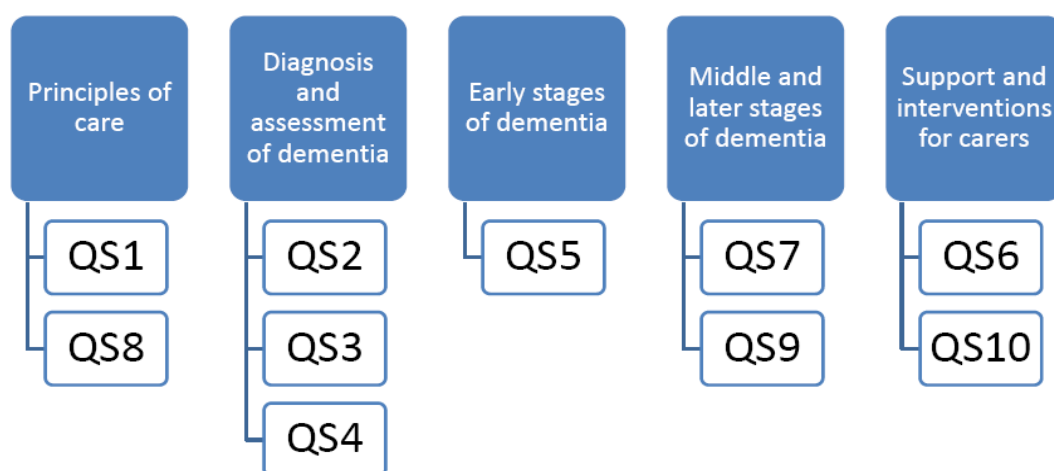 Principles of
care
QS1
QS8
Diagnosis
and
assessment
of dementia
QS2
QS3
QS4
Early stages
of dementia
QS5
Middle and
later stages
of dementia
QS7
QS9
Support and
interventions
for carers
QS6
QS10